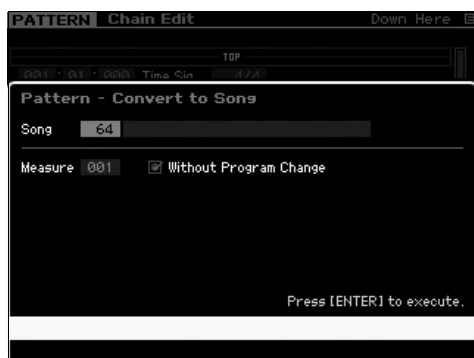 PATTERN Chain Edit Down Here
TOP
001 : 01 : 000 Time Sig 4/4
Pattern - Convert to Song
Song 64
Measure 001 Without Program Change
Press [ENTER] to execute.